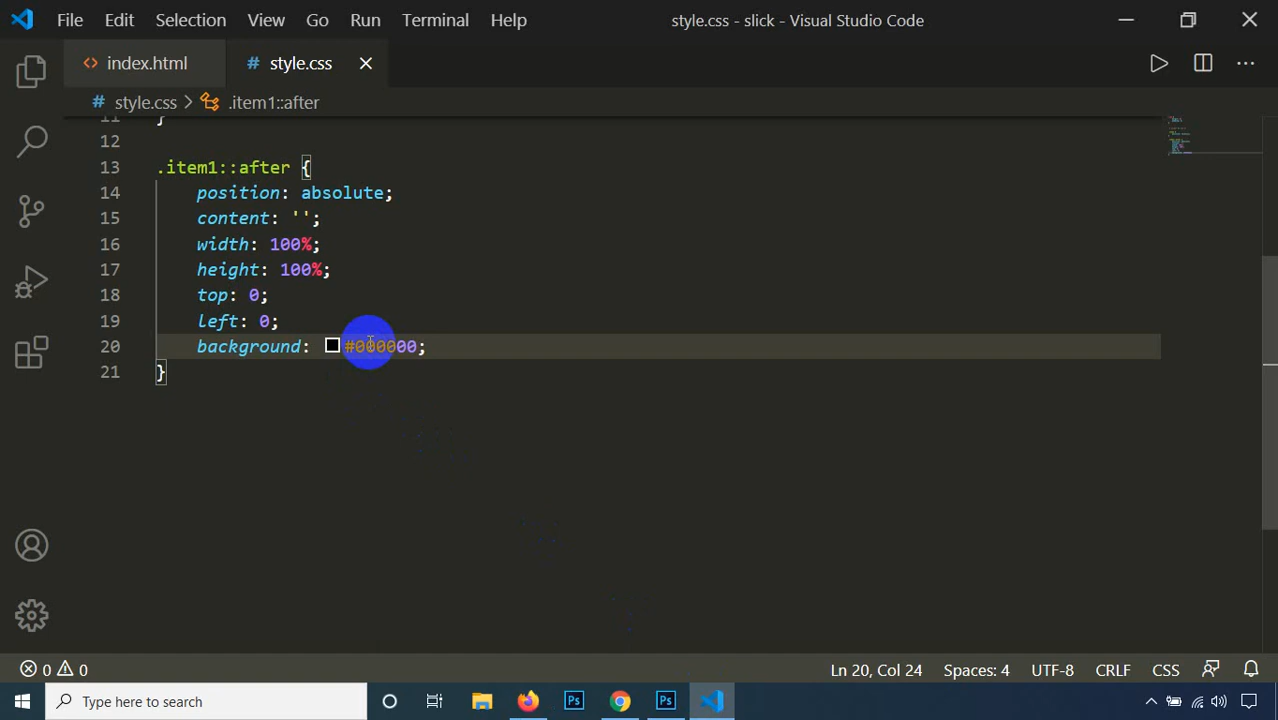 File Edit Selection View Go Run Terminal Help style.css - slick - Visual Studio Code
<> index.html # style.css
# style.css > .item1::after
11 }
12
13 .item1::after {
14 position: absolute;
15 content: '';
16 width: 100%;
17 height: 100%;
18 top: 0;
19 left: 0;
20 background: #000000;
21 }
0 0 Ln 20, Col 24 Spaces: 4 UTF-8 CRLF CSS
Type here to search Ps Ps